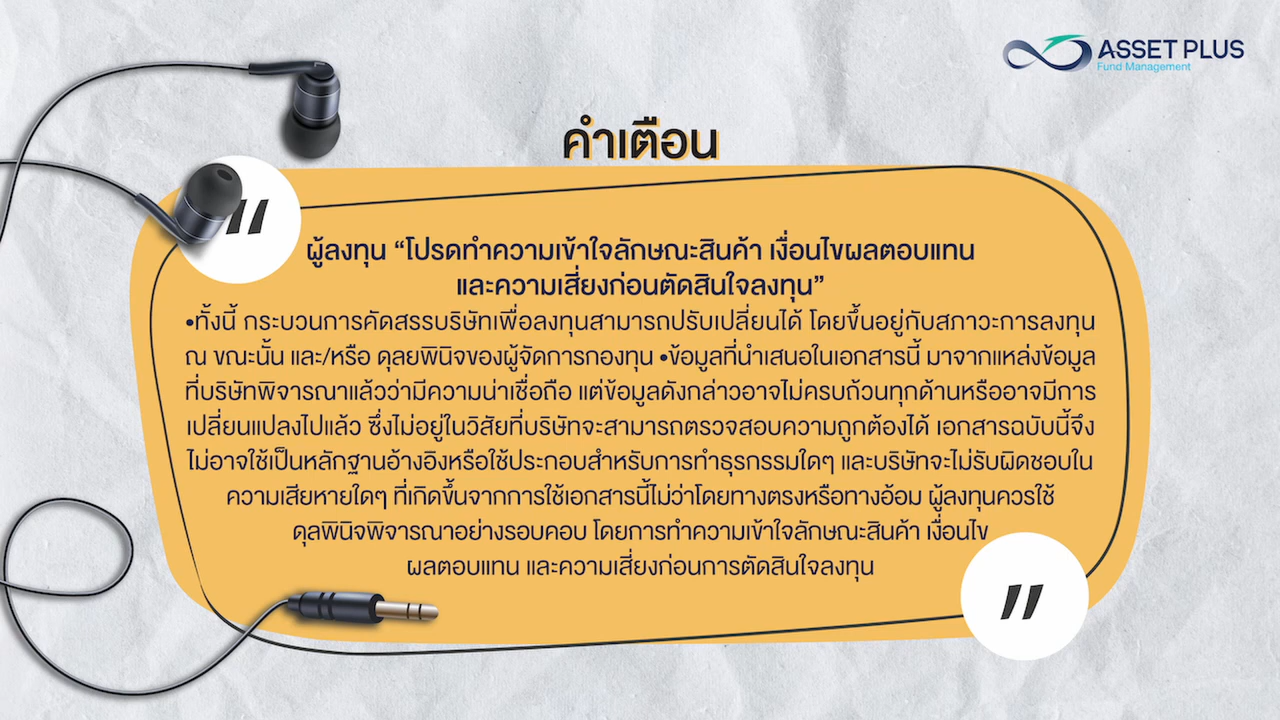 ASSET PLUS
Fund Management
คำเตือน
ผู้ลงทุน “โปรดทำความเข้าใจลักษณะสินค้า เงื่อนไขผลตอบแทน
และความเสี่ยงก่อนตัดสินใจลงทุน”
•ทั้งนี้ กระบวนการคัดสรรบริษัทเพื่อลงทุนสามารถปรับเปลี่ยนได้ โดยขึ้นอยู่กับสภาวะการลงทุน
ณ ขณะนั้น และ/หรือ ดุลยพินิจของผู้จัดการกองทุน •ข้อมูลที่นำเสนอในเอกสารนี้ มาจากแหล่งข้อมูล
ที่บริษัทพิจารณาแล้วว่ามีความน่าเชื่อถือ แต่ข้อมูลดังกล่าวอาจไม่ครบถ้วนทุกด้านหรืออาจมีการ
เปลี่ยนแปลงไปแล้ว ซึ่งไม่อยู่ในวิสัยที่บริษัทจะสามารถตรวจสอบความถูกต้องได้ เอกสารฉบับนี้จึง
ไม่อาจใช้เป็นหลักฐานอ้างอิงหรือใช้ประกอบสำหรับการทำธุรกรรมใดๆ และบริษัทจะไม่รับผิดชอบใน
ความเสียหายใดๆ ที่เกิดขึ้นจากการใช้เอกสารนี้ไม่ว่าโดยทางตรงหรือทางอ้อม ผู้ลงทุนควรใช้
ดุลพินิจพิจารณาอย่างรอบคอบ โดยการทำความเข้าใจลักษณะสินค้า เงื่อนไข
ผลตอบแทน และความเสี่ยงก่อนการตัดสินใจลงทุน